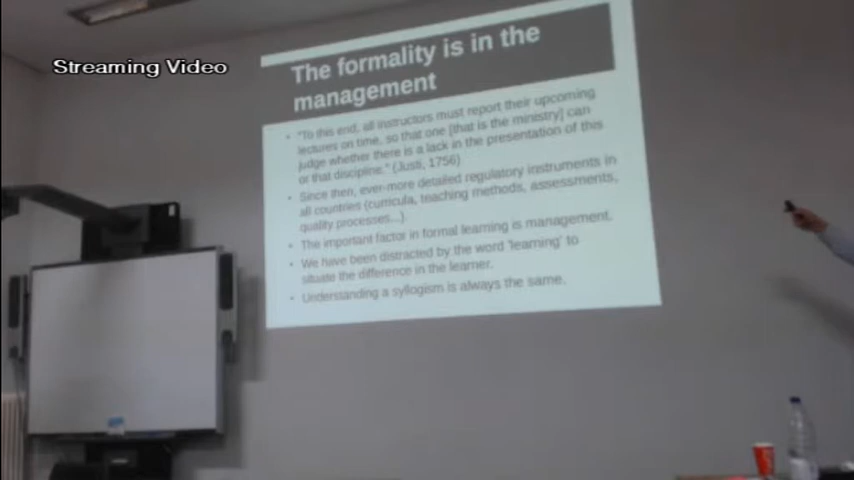 Streaming Video
The formality is in the
management
• "To this end, all instructors must report their upcoming
lectures on time, so that one [that is the ministry] can
judge whether there is a lack in the presentation of this
or that discipline." (Justi, 1756)
• Since then, ever-more detailed regulatory instruments in
all countries (curricula, teaching methods, assessments,
quality processes...).
• The important factor in formal learning is management.
• We have been distracted by the word 'learning' to
situate the difference in the learner.
• Understanding a syllogism is always the same.